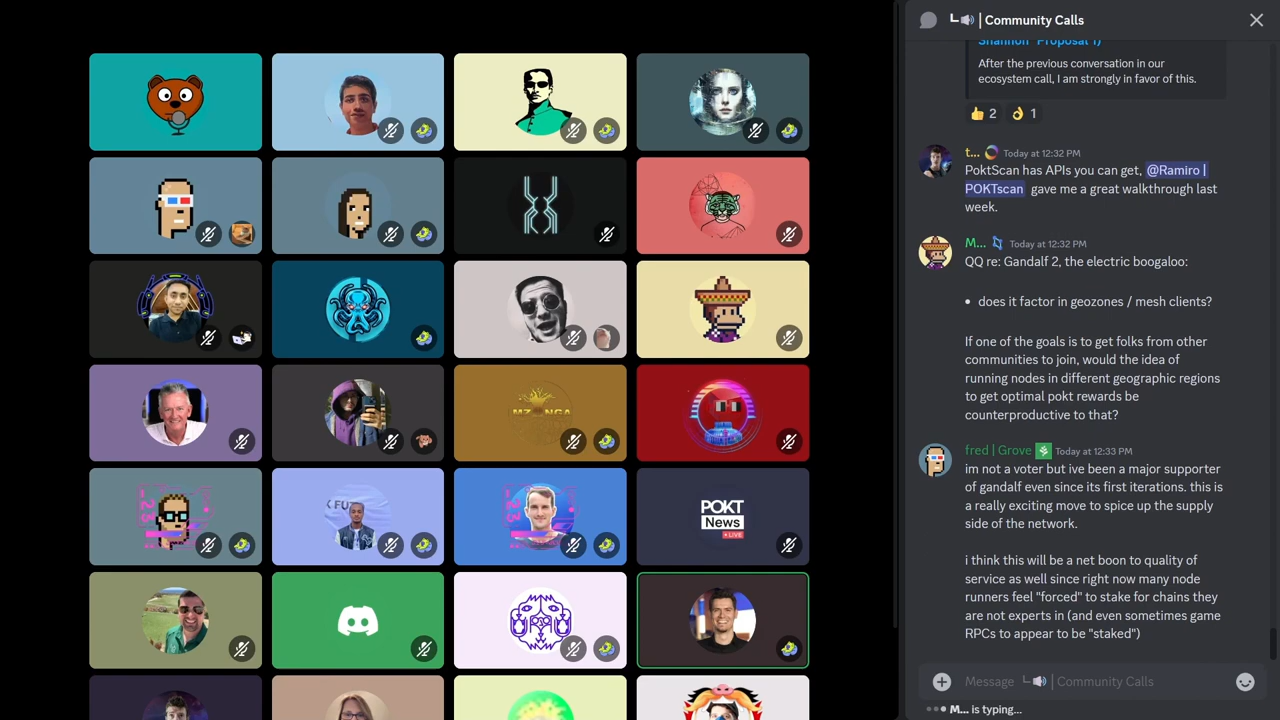 Community Calls
Shannon" Proposal 1)
After the previous conversation in our
ecosystem call, I am strongly in favor of this.
2
1
t... Today at 12:32 PM
PoktScan has APIs you can get, @Ramiro |
POKTscan gave me a great walkthrough last
week.
M... Today at 12:32 PM
QQ re: Gandalf 2, the electric boogaloo:
• does it factor in geozones / mesh clients?
If one of the goals is to get folks from other
communities to join, would the idea of
running nodes in different geographic regions
to get optimal pokt rewards be
counterproductive to that?
fred | Grove Today at 12:33 PM
im not a voter but ive been a major supporter
of gandalf even since its first iterations. this is
a really exciting move to spice up the supply
side of the network.
i think this will be a net boon to quality of
service as well since right now many node
runners feel "forced" to stake for chains they
are not experts in (and even sometimes game
RPCs to appear to be "staked")
Message Community Calls
M... is typing...
POKT
News
LIVE